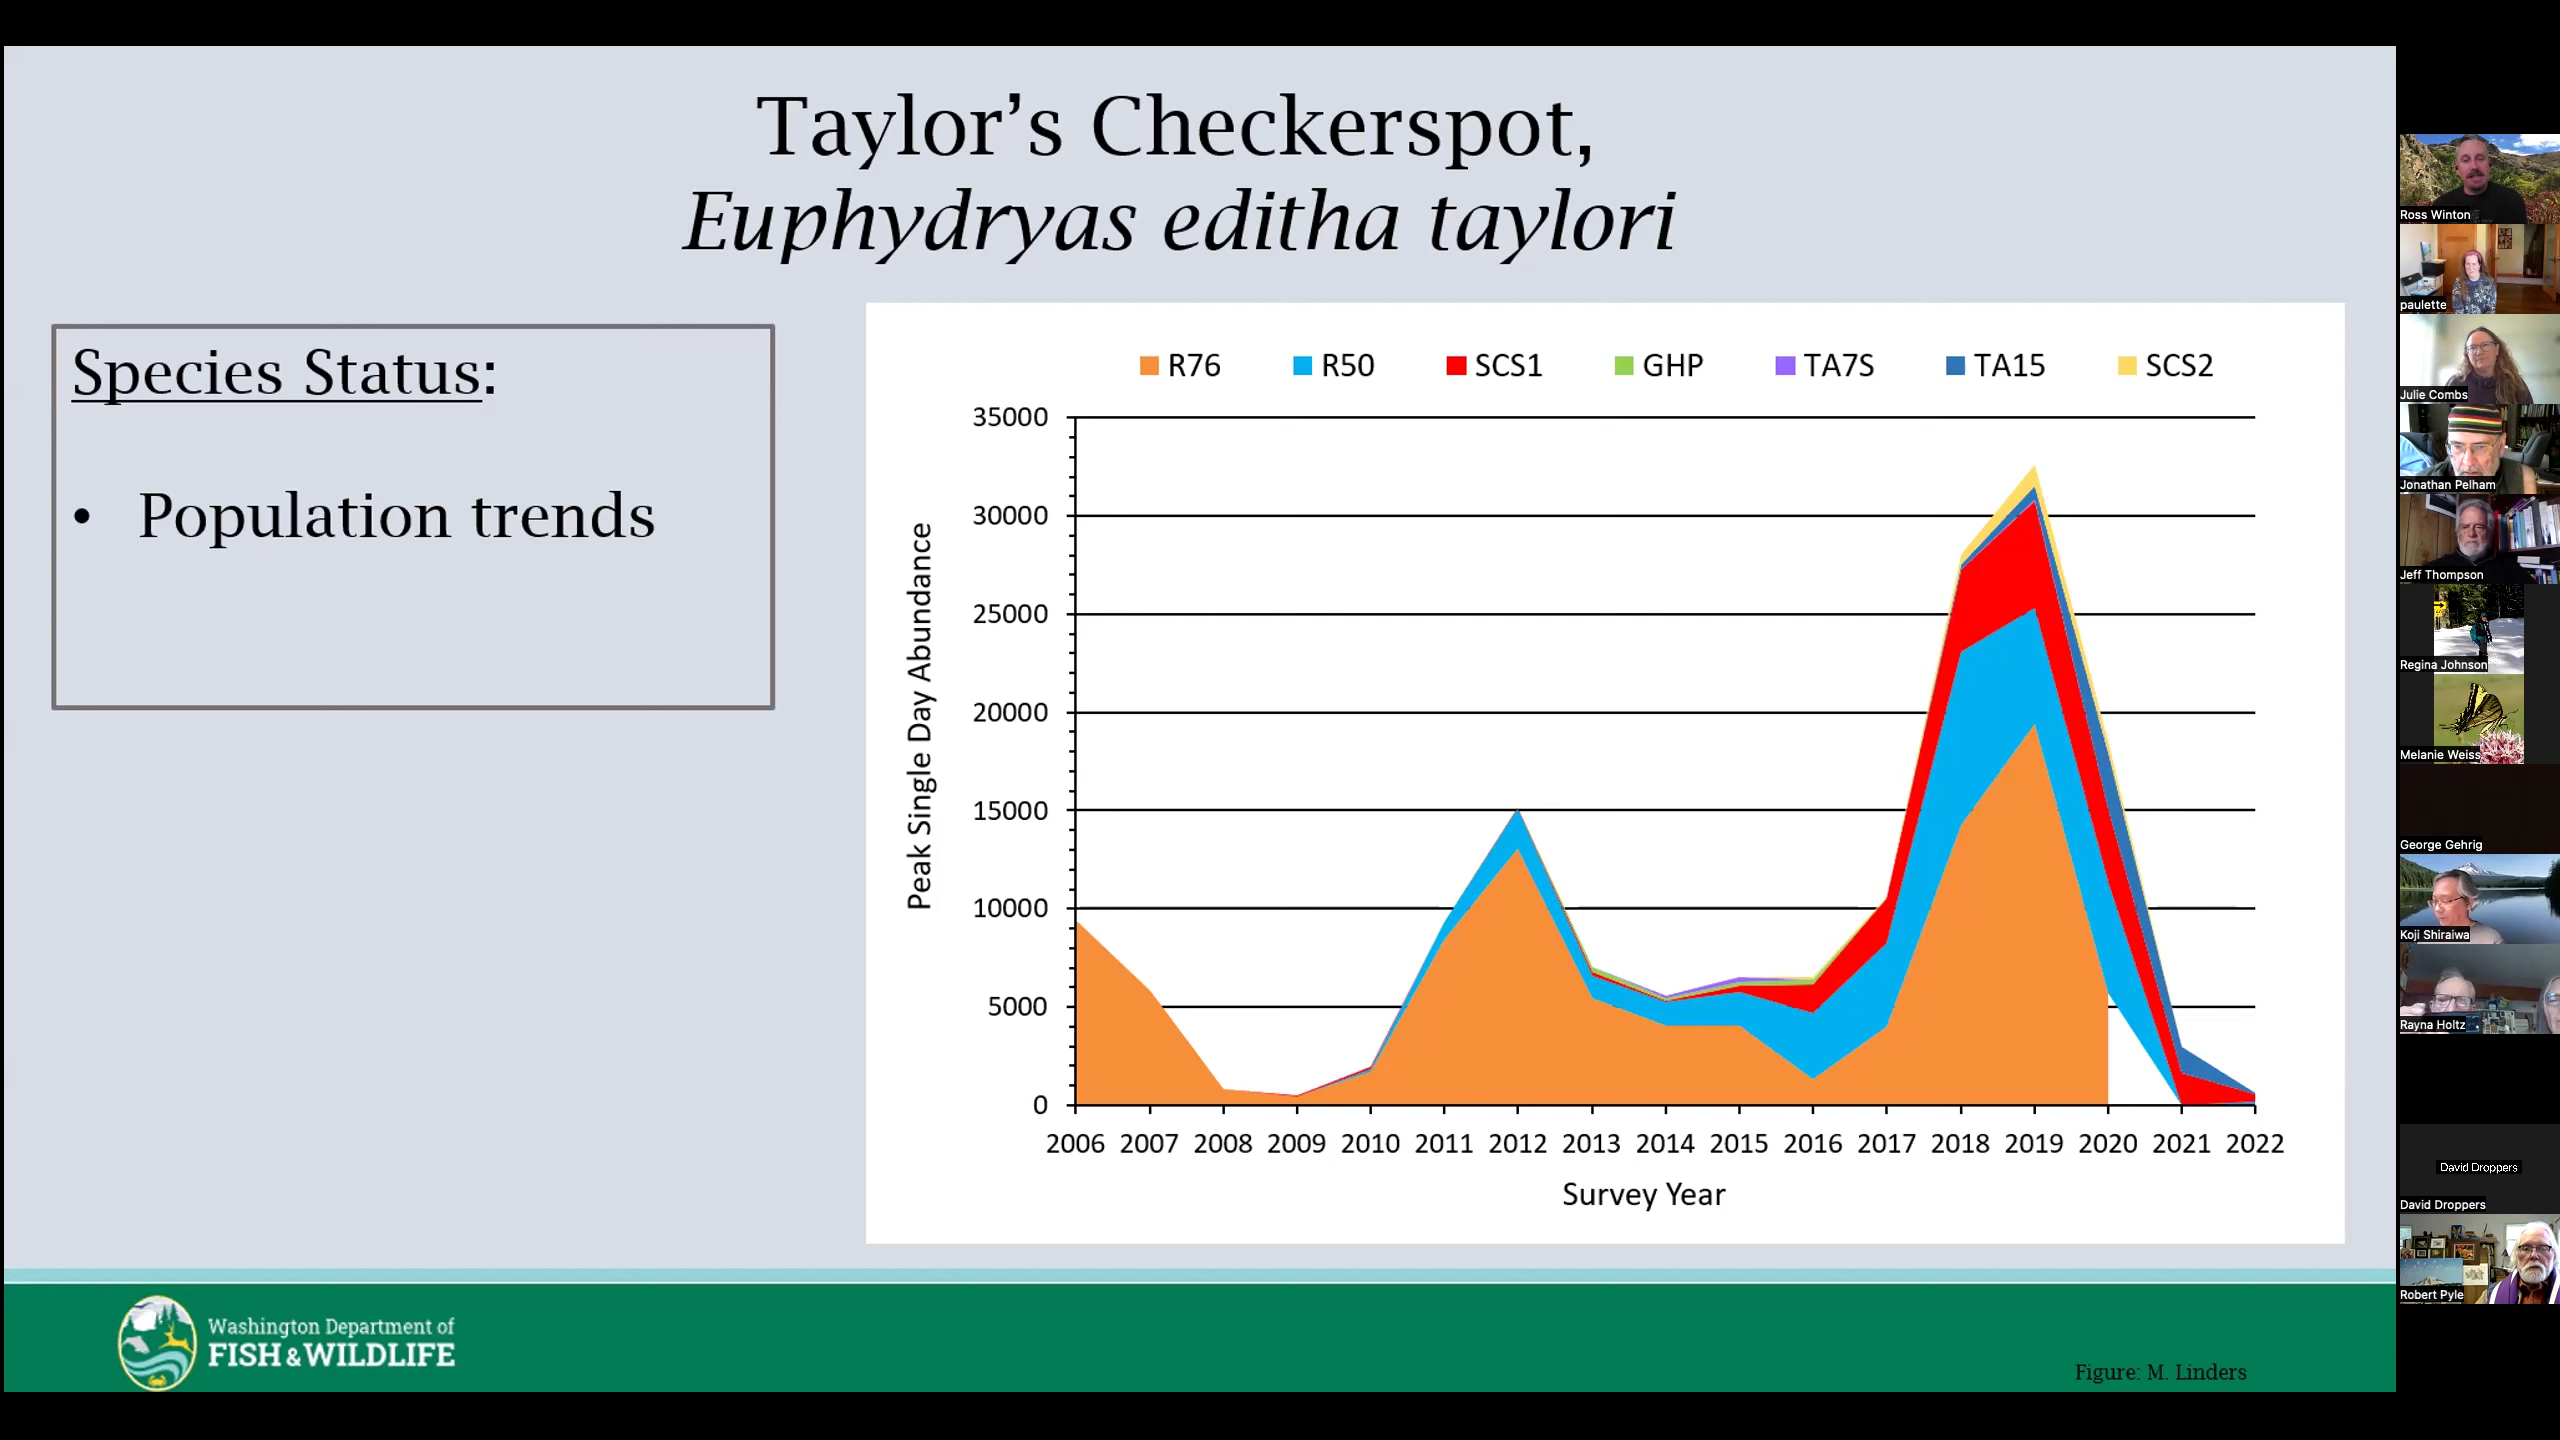 Taylor’s Checkerspot,
Euphydryas editha taylori
Species Status:
• Population trends
R76 R50 SCS1 GHP TA7S TA15 SCS2
Peak Single Day Abundance
35000
30000
25000
20000
15000
10000
5000
0
2006 2007 2008 2009 2010 2011 2012 2013 2014 2015 2016 2017 2018 2019 2020 2021 2022
Survey Year
Washington Department of
FISH & WILDLIFE
Figure: M. Linders
Ross Winton
paulette
Julie Combs
Jonathan Pelham
Jeff Thompson
Regina Johnson
Melanie Weiss
George Gehrig
Koji Shiraiwa
Rayna Holtz
David Droppers
David Droppers
Robert Pyle